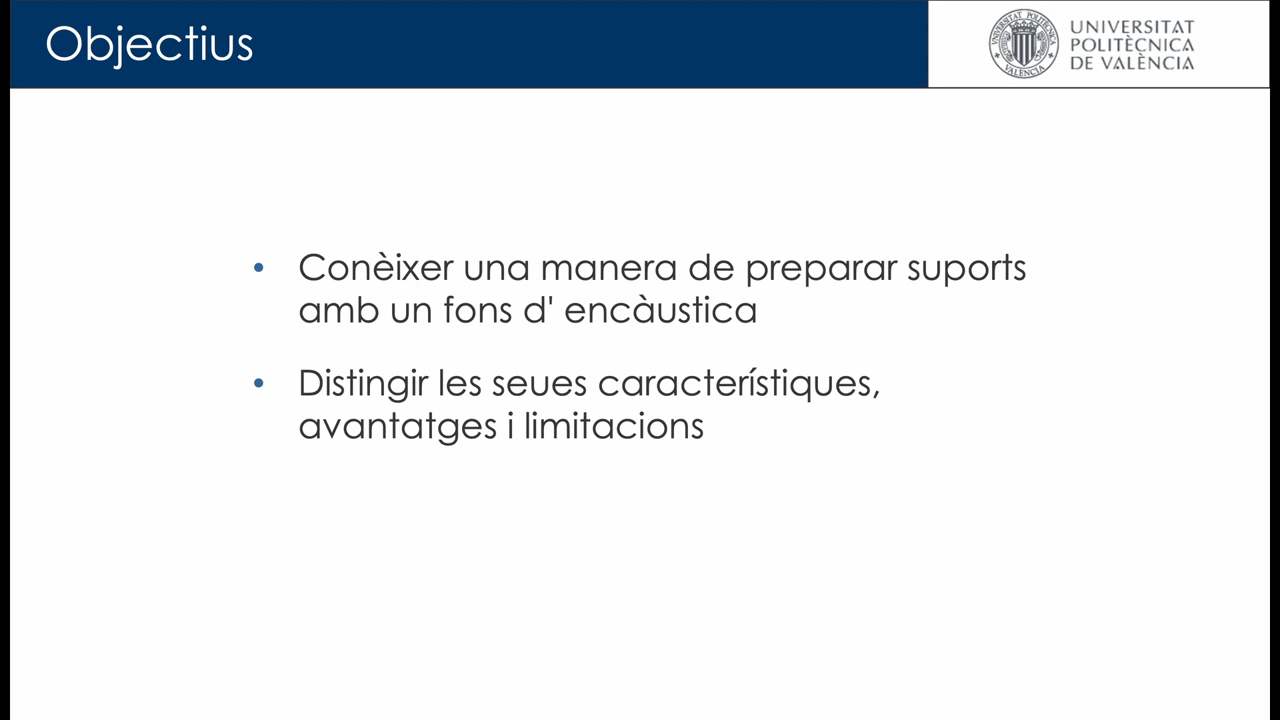 Objectius
UNIVERSITAT
POLITÈCNICA
DE VALÈNCIA
• Conèixer una manera de preparar suports
amb un fons d' encàustica
• Distingir les seues característiques,
avantatges i limitacions